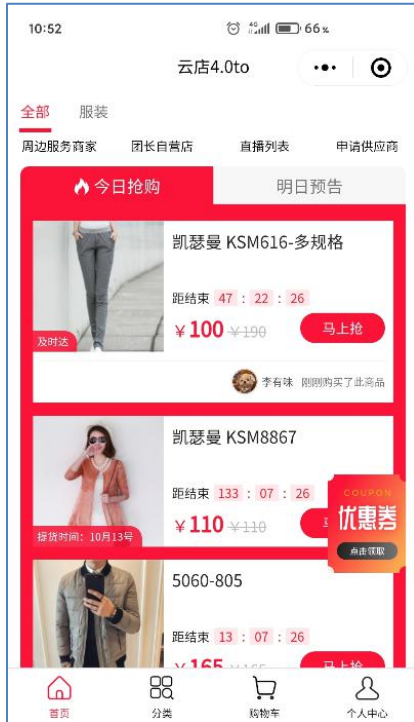 10:52 4G 66%
云店4.0to
全部 服装
周边服务商家 团长自营店 直播列表 申请供应商
今日抢购 明日预告
凯瑟曼 KSM616-多规格
距结束 47 : 22 : 26
¥100 ¥190 马上抢
及时达
李有味 刚刚购买了此商品
凯瑟曼 KSM8867
距结束 133 : 07 : 26
¥110 ¥110
提货时间：10月13号
COUPON
优惠券
点击领取
5060-805
距结束 13 : 07 : 26
¥165 ¥165 马上抢
首页 分类 购物车 个人中心